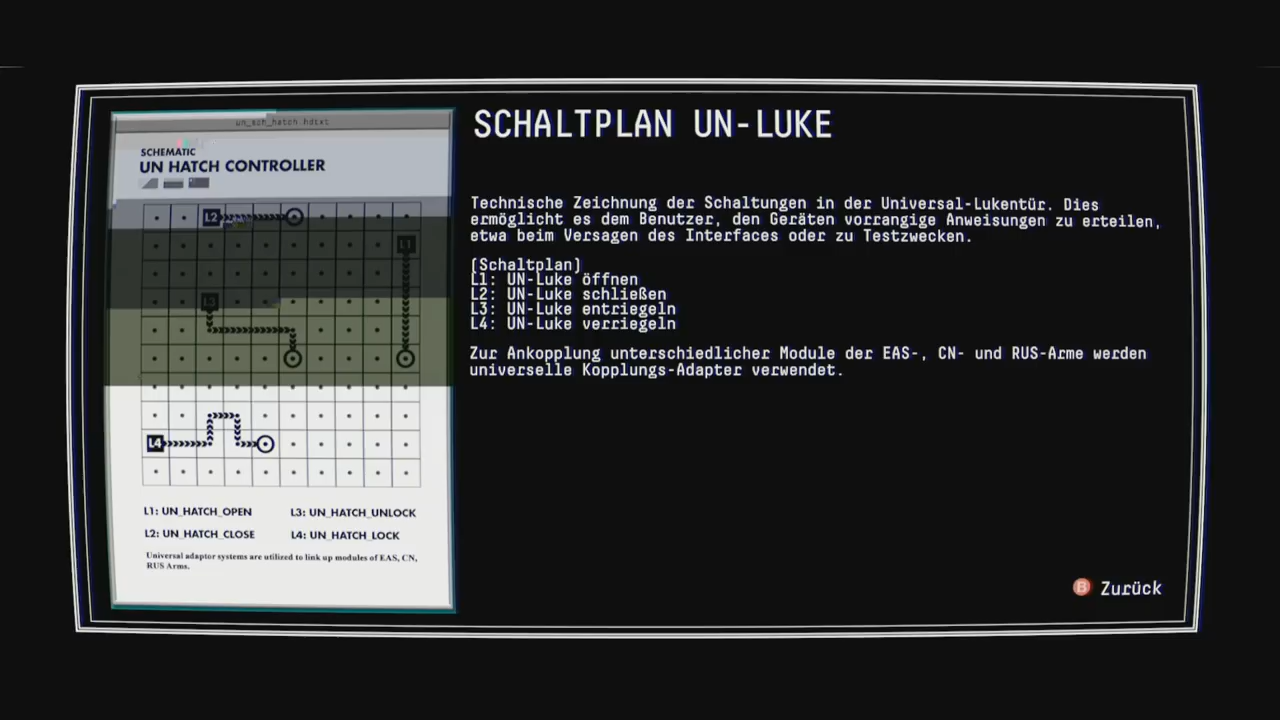 un_sch_hatch.hdtxt
SCHEMATIC
UN HATCH CONTROLLER
L2
L1
L3
L4
L1: UN_HATCH_OPEN
L3: UN_HATCH_UNLOCK
L2: UN_HATCH_CLOSE
L4: UN_HATCH_LOCK
Universal adaptor systems are utilized to link up modules of EAS, CN,
RUS Arms.
SCHALTPLAN UN-LUKE
Technische Zeichnung der Schaltungen in der Universal-Lukentür. Dies
ermöglicht es dem Benutzer, den Geräten vorrangige Anweisungen zu erteilen,
etwa beim Versagen des Interfaces oder zu Testzwecken.
(Schaltplan)
L1: UN-Luke öffnen
L2: UN-Luke schließen
L3: UN-Luke entriegeln
L4: UN-Luke verriegeln
Zur Ankopplung unterschiedlicher Module der EAS-, CN- und RUS-Arme werden
universelle Kopplungs-Adapter verwendet.
B Zurück